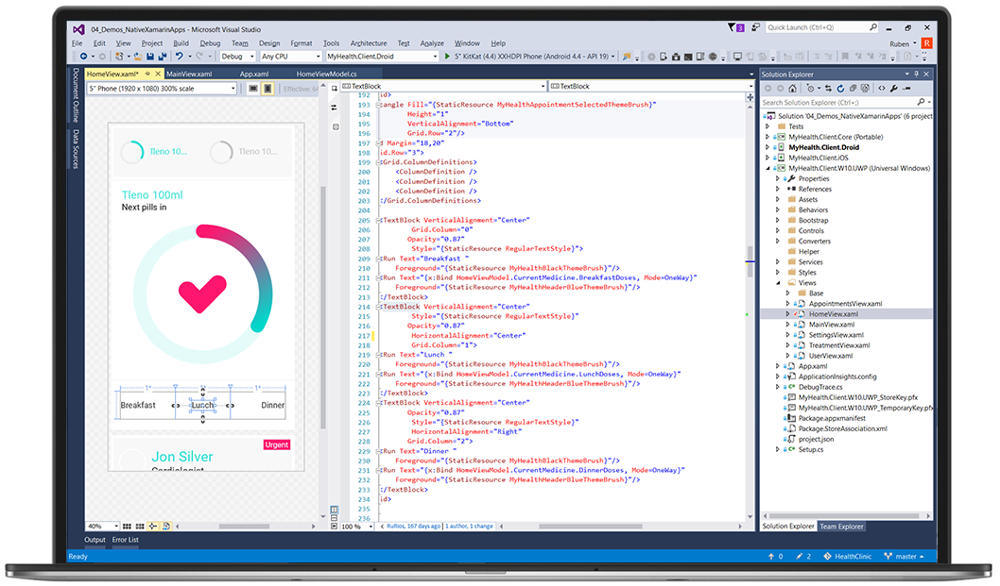 04_Demos_NativeXamarinApps - Microsoft Visual Studio
3
Quick Launch (Ctrl+Q)
File Edit View Project Build Debug Team Design Format Tools Architecture Test Analyze Window Help
Ruben R
Debug Any CPU MyHealth.Client.Droid 5" KitKat (4.4) XXHDPI Phone (Android 4.4 - API 19)
Document Outline
Data Sources
HomeView.xaml* MainView.xaml App.xaml HomeViewModel.cs
5" Phone (1920 x 1080) 300% scale Effective: 64
Tleno 10... Tleno 10...
Tleno 100ml
Next pills in
1* 1* 1*
Breakfast Lunch Dinner
Urgent
Jon Silver
Cardiologist
40%
TextBlock TextBlock
192 id>
193 tangle Fill="{StaticResource MyHealthAppointmentSelectedThemeBrush}"
194 Height="1"
195 VerticalAlignment="Bottom"
196 Grid.Row="2"/>
197 d Margin="18,20"
198 id.Row="3">
199 <Grid.ColumnDefinitions>
200 <ColumnDefinition />
201 <ColumnDefinition />
202 <ColumnDefinition />
203 </Grid.ColumnDefinitions>
204
205 <TextBlock VerticalAlignment="Center"
206 Grid.Column="0"
207 Opacity="0.87"
208 Style="{StaticResource RegularTextStyle}">
209 <Run Text="Breakfast "
210 Foreground="{StaticResource MyHealthBlackThemeBrush}"/>
211 <Run Text="{x:Bind HomeViewModel.CurrentMedicine.BreakfastDoses, Mode=OneWay}"
212 Foreground="{StaticResource MyHealthHeaderBlueThemeBrush}"/>
213 </TextBlock>
214 <TextBlock VerticalAlignment="Center"
215 Style="{StaticResource RegularTextStyle}"
216 Opacity="0.87"
217 HorizontalAlignment="Center"
218 Grid.Column="1">
219 <Run Text="Lunch "
220 Foreground="{StaticResource MyHealthBlackThemeBrush}"/>
221 <Run Text="{x:Bind HomeViewModel.CurrentMedicine.LunchDoses, Mode=OneWay}"
222 Foreground="{StaticResource MyHealthHeaderBlueThemeBrush}"/>
223 </TextBlock>
224 <TextBlock VerticalAlignment="Center"
225 Opacity="0.87"
226 Style="{StaticResource RegularTextStyle}"
227 HorizontalAlignment="Right"
228 Grid.Column="2">
229 <Run Text="Dinner "
230 Foreground="{StaticResource MyHealthBlackThemeBrush}"/>
231 <Run Text="{x:Bind HomeViewModel.CurrentMedicine.DinnerDoses, Mode=OneWay}"
232 Foreground="{StaticResource MyHealthHeaderBlueThemeBrush}"/>
233 </TextBlock>
234 id>
235
236
100 % RuRios, 167 days ago | 1 author, 1 change
Solution Explorer
Search Solution Explorer (Ctrl+;)
Solution '04_Demos_NativeXamarinApps' (6 project
Tests
MyHealth.Client.Core (Portable)
MyHealth.Client.Droid
MyHealth.Client.iOS
MyHealth.Client.W10.UWP (Universal Windows)
Properties
References
Assets
Behaviors
Bootstrap
Controls
Converters
Helper
Services
Styles
Views
Base
AppointmentsView.xaml
HomeView.xaml
MainView.xaml
SettingsView.xaml
TreatmentView.xaml
UserView.xaml
App.xaml
ApplicationInsights.config
DebugTrace.cs
MyHealth.Client.W10.UWP_StoreKey.pfx
MyHealth.Client.W10.UWP_TemporaryKey.pfx
Package.appxmanifest
Package.StoreAssociation.xml
project.json
Setup.cs
Solution Explorer Team Explorer
Output Error List
Ready 0 2 HealthClinic master